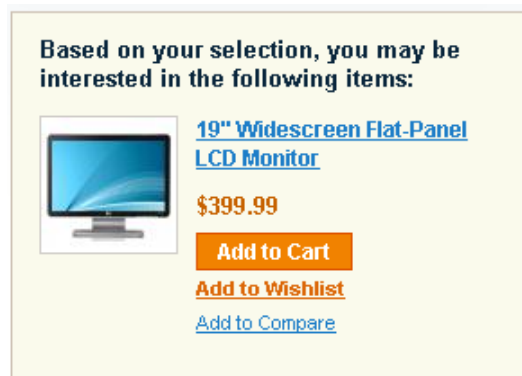 Based on your selection, you may be
interested in the following items:
19" Widescreen Flat-Panel
LCD Monitor
$399.99
Add to Cart
Add to Wishlist
Add to Compare